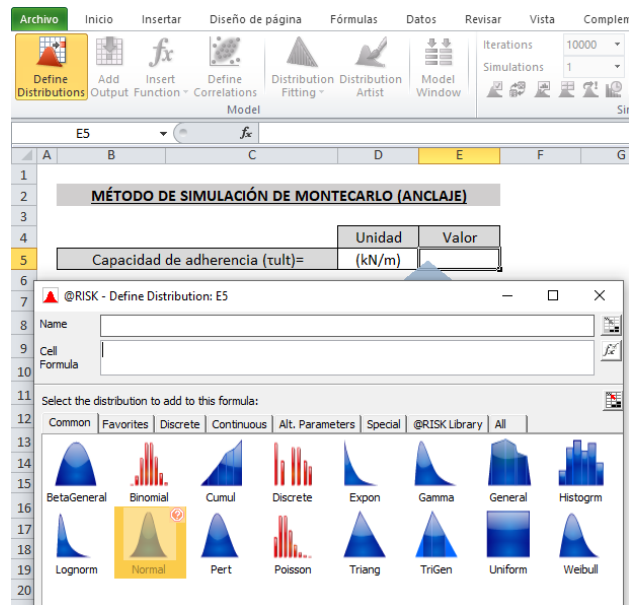 Archivo Inicio Insertar Diseño de página Fórmulas Datos Revisar Vista Complem
Define Distributions Add Output Insert Function Define Correlations Distribution Fitting Distribution Artist Model Window Iterations 10000
Simulations 1
Model Sir
E5 fx
A B C D E F G
1
2 MÉTODO DE SIMULACIÓN DE MONTECARLO (ANCLAJE)
3
4 Unidad Valor
5 Capacidad de adherencia (τult)= (kN/m)
6
7 @RISK - Define Distribution: E5
8 Name
9 Cell
10 Formula
11 Select the distribution to add to this formula:
12 Common Favorites Discrete Continuous Alt. Parameters Special @RISK Library All
13
14
15 BetaGeneral Binomial Cumul Discrete Expon Gamma General Histogrm
16
17
18
19 Lognorm Normal Pert Poisson Triang TriGen Uniform Weibull
20